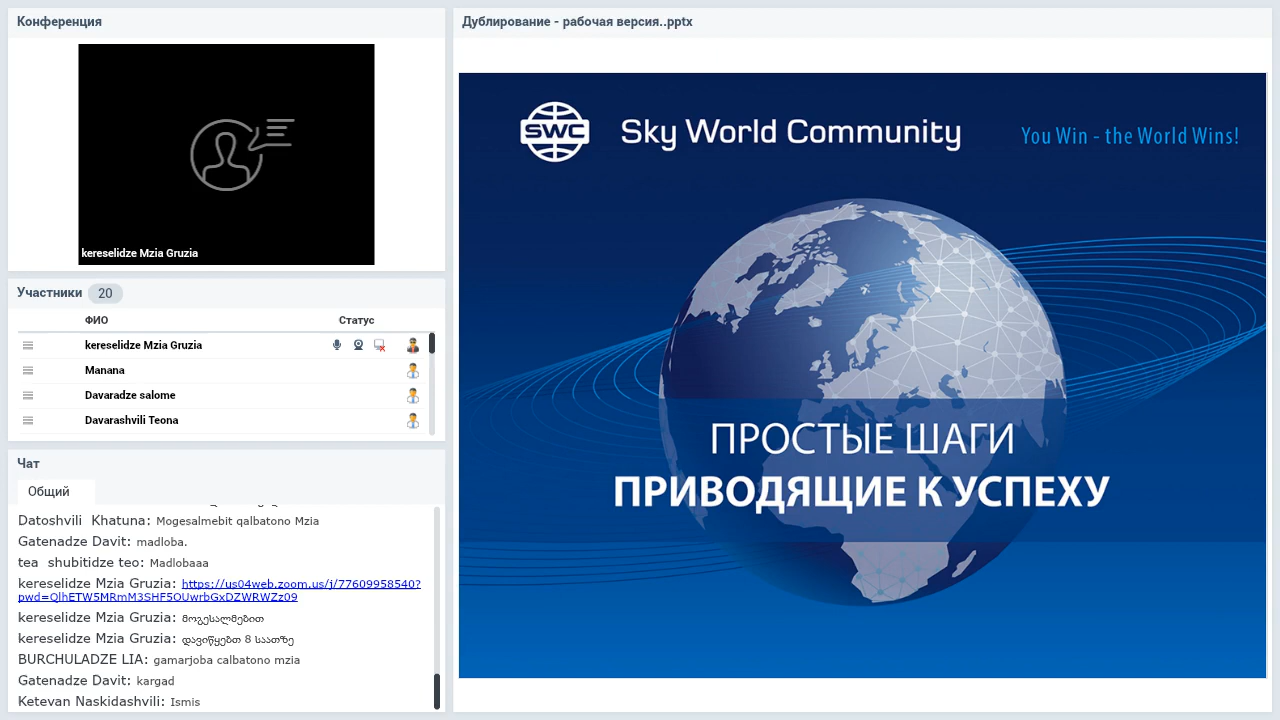 Конференция
kereselidze Mzia Gruzia
Участники 20
ФИО Статус
kereselidze Mzia Gruzia
Manana
Davaradze salome
Davarashvili Teona
Чат
Общий
Datoshvili Khatuna: Mogesalmebit qalbatono Mzia
Gatenadze Davit: madloba.
tea shubitidze teo: Madlobaaa
kereselidze Mzia Gruzia: https://us04web.zoom.us/j/77609958540?
pwd=QlhETW5MRmM3SHF5OUwrbGxDZWRWZz09
kereselidze Mzia Gruzia: მოგესალმებით
kereselidze Mzia Gruzia: დავიწყებთ 8 საათზე
BURCHULADZE LIA: gamarjoba calbatono mzia
Gatenadze Davit: kargad
Ketevan Naskidashvili: Ismis
Дублирование - рабочая версия..pptx
SWC Sky World Community
You Win - the World Wins!
ПРОСТЫЕ ШАГИ
ПРИВОДЯЩИЕ К УСПЕХУ